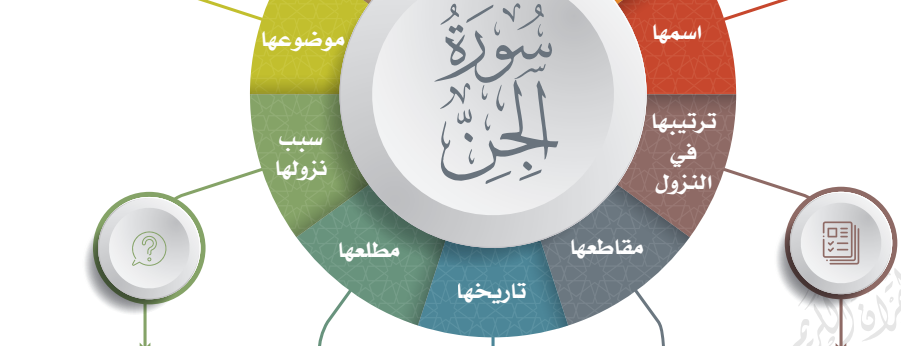 سُورَةُ
الجِنِّ
اسمها
ترتيبها
في
النزول
مقاطعها
تاريخها
مطلعها
سبب
نزولها
موضوعها